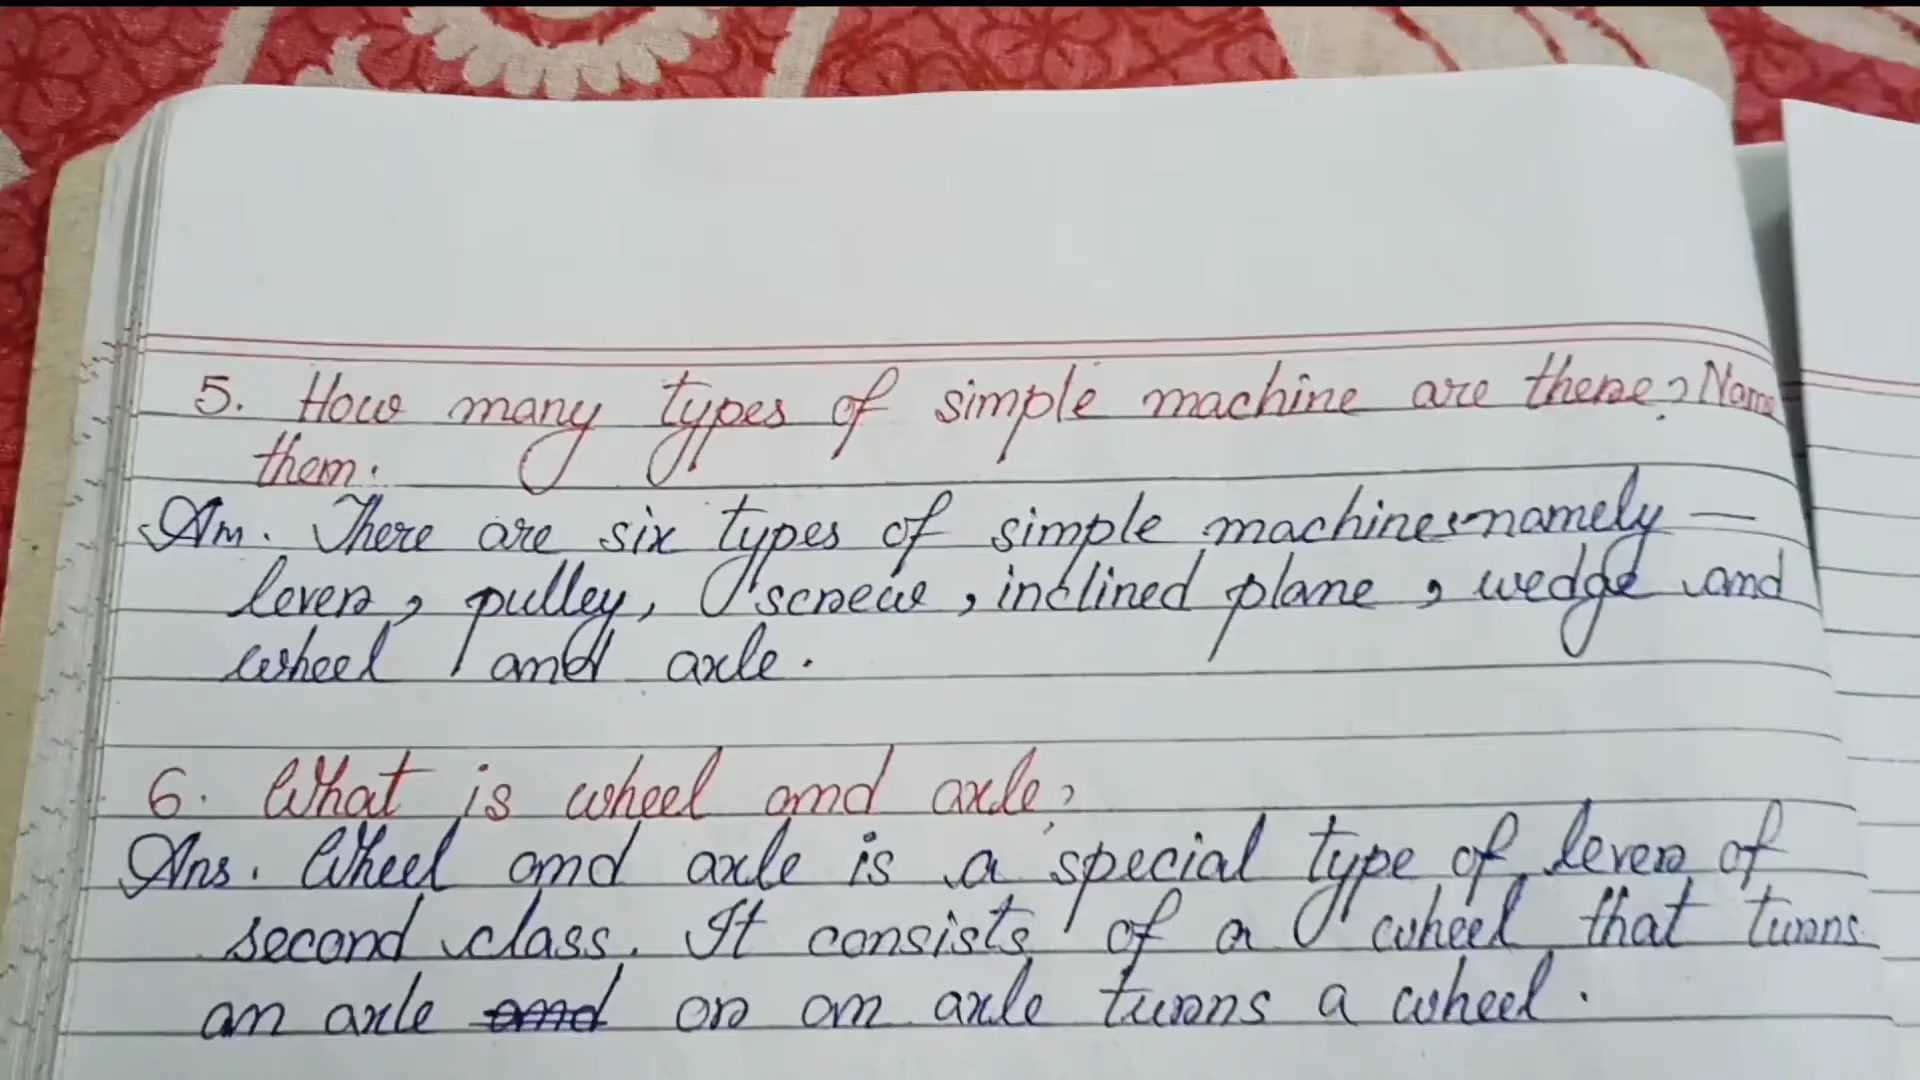 5. How many types of simple machine are there? Name
them.
Ans. There are six types of simple machines namely —
lever, pulley, screw, inclined plane, wedge and
wheel and axle.
6. What is wheel and axle?
Ans. Wheel and axle is a special type of lever of
second class. It consists of a wheel that turns
an axle and or an axle turns a wheel.